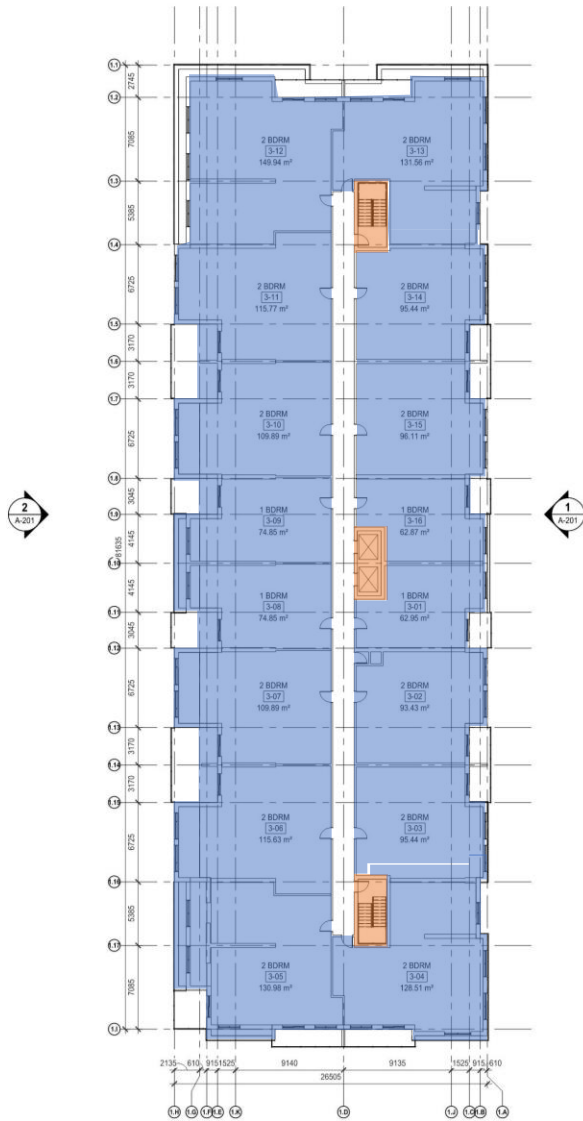 1.1
2745
1.2
7085
1.3
5385
1.4
6725
1.5
3170
1.6
3170
1.7
6725
1.8
3045
1.9
4145
81635
1.10
4145
1.11
3045
1.12
6725
1.13
3170
1.14
3170
1.15
6725
1.16
5385
1.17
7085
2 BDRM
3-12
149.94 m²
2 BDRM
3-13
131.56 m²
2 BDRM
3-11
115.77 m²
2 BDRM
3-14
95.44 m²
2 BDRM
3-10
109.89 m²
2 BDRM
3-15
96.11 m²
1 BDRM
3-09
74.85 m²
1 BDRM
3-16
62.87 m²
1 BDRM
3-08
74.85 m²
1 BDRM
3-01
62.95 m²
2 BDRM
3-07
109.89 m²
2 BDRM
3-02
93.43 m²
2 BDRM
3-06
115.63 m²
2 BDRM
3-03
95.44 m²
2 BDRM
3-05
130.98 m²
2 BDRM
3-04
128.51 m²
2
A-201
1
A-201
2135 610 915 1525 9140 9135 1525 915 610
26505
1.H 1.G 1.F 1.E 1.K 1.D 1.J 1.C 1.B 1.A